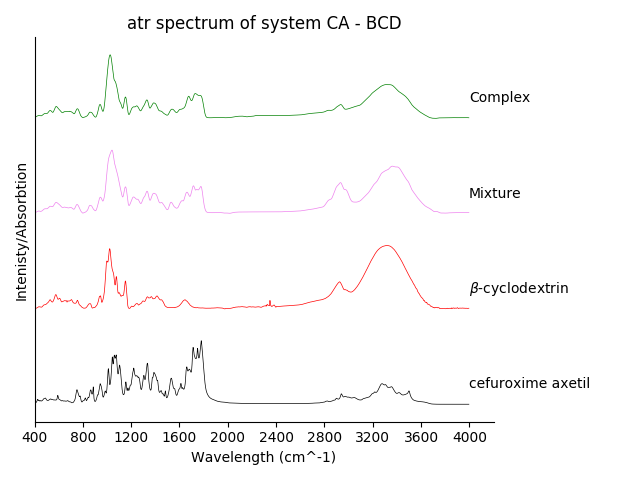 atr spectrum of system CA - BCD
Intenisty/Absorbtion
Complex
Mixture
β-cyclodextrin
cefuroxime axetil
400 800 1200 1600 2000 2400 2800 3200 3600 4000
Wavelength (cm^-1)